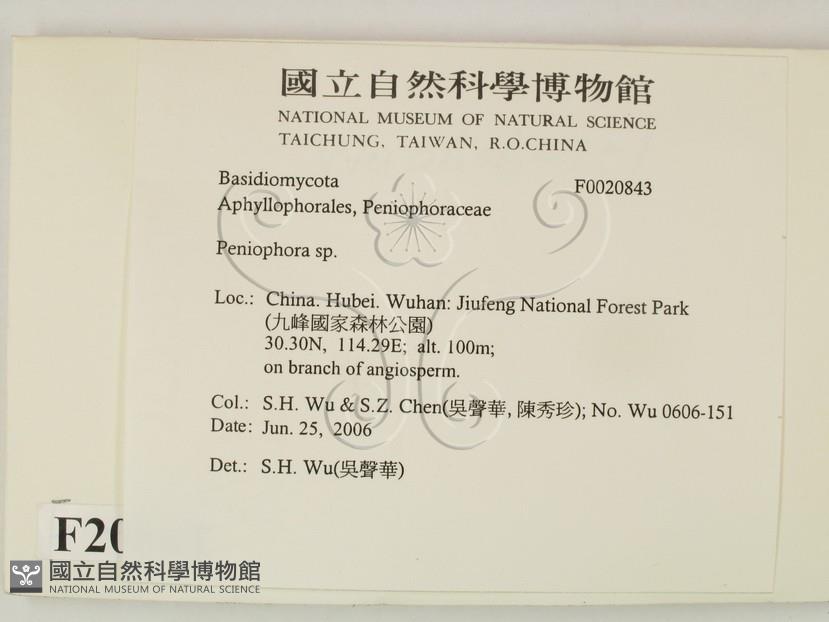 國立自然科學博物館
NATIONAL MUSEUM OF NATURAL SCIENCE
TAICHUNG, TAIWAN, R.O.CHINA
Basidiomycota F0020843
Aphyllophorales, Peniophoraceae
Peniophora sp.
Loc.: China. Hubei. Wuhan: Jiufeng National Forest Park
(九峰國家森林公園)
30.30N, 114.29E; alt. 100m;
on branch of angiosperm.
Col.: S.H. Wu & S.Z. Chen(吳聲華, 陳秀珍); No. Wu 0606-151
Date: Jun. 25, 2006
Det.: S.H. Wu(吳聲華)
F20
國立自然科學博物館
NATIONAL MUSEUM OF NATURAL SCIENCE